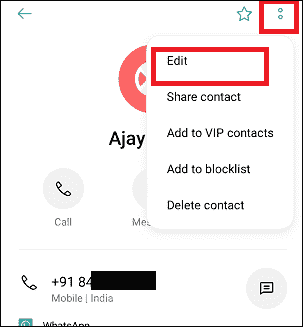 Edit
Share contact
Add to VIP contacts
Add to blocklist
Delete contact
Ajay
Call
Mes
+91 84
Mobile | India
WhatsApp